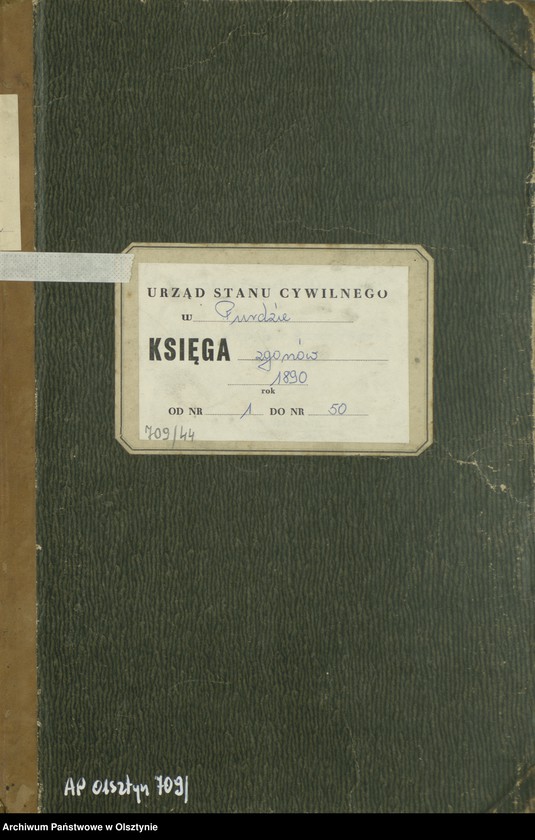 URZĄD STANU CYWILNEGO
w Purdzie
KSIĘGA zgonów
1890
rok
OD NR 1 DO NR 50
709/44
AP Olsztyn 709/
Archiwum Państwowe w Olsztynie